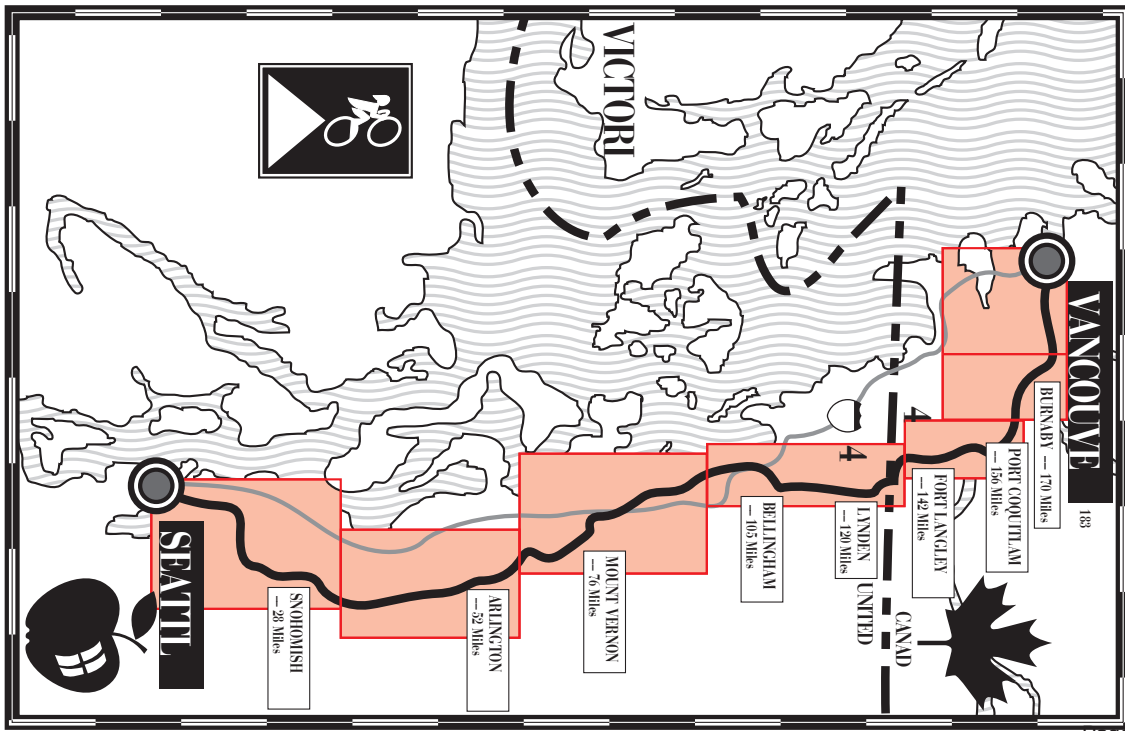 VANCOUVE
183
BURNABY — 170 Miles
PORT COQUITLAM
— 156 Miles
FORT LANGLEY
— 142 Miles
4
CANAD
UNITED
LYNDEN
—120 Miles
4
BELLINGHAM
— 105 Miles
VICTORI
MOUNT VERNON
— 76 Miles
ARLINGTON
— 52 Miles
SNOHOMISH
— 28 Miles
SEATTL